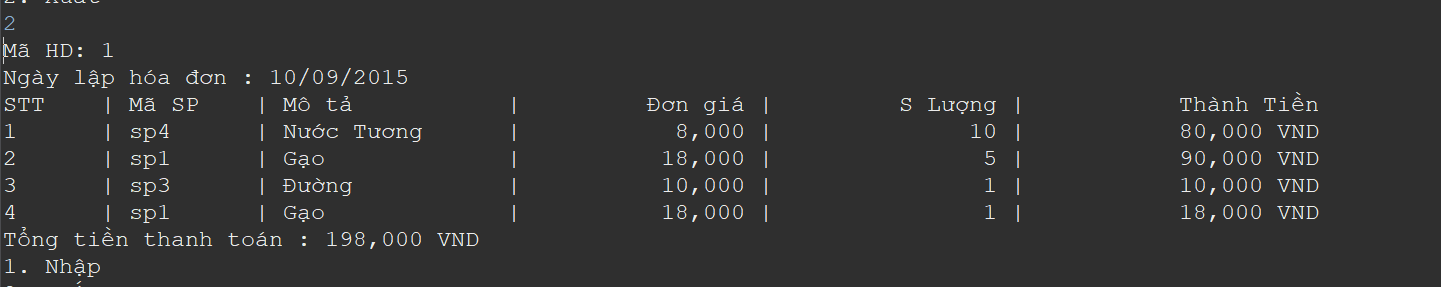 2
Mã HD: 1
Ngày lập hóa đơn : 10/09/2015
STT | Mã SP | Mô tả | Đơn giá | S Lượng | Thành Tiền
1 | sp4 | Nước Tương | 8,000 | 10 | 80,000 VND
2 | sp1 | Gạo | 18,000 | 5 | 90,000 VND
3 | sp3 | Đường | 10,000 | 1 | 10,000 VND
4 | sp1 | Gạo | 18,000 | 1 | 18,000 VND
Tổng tiền thanh toán : 198,000 VND
1. Nhập